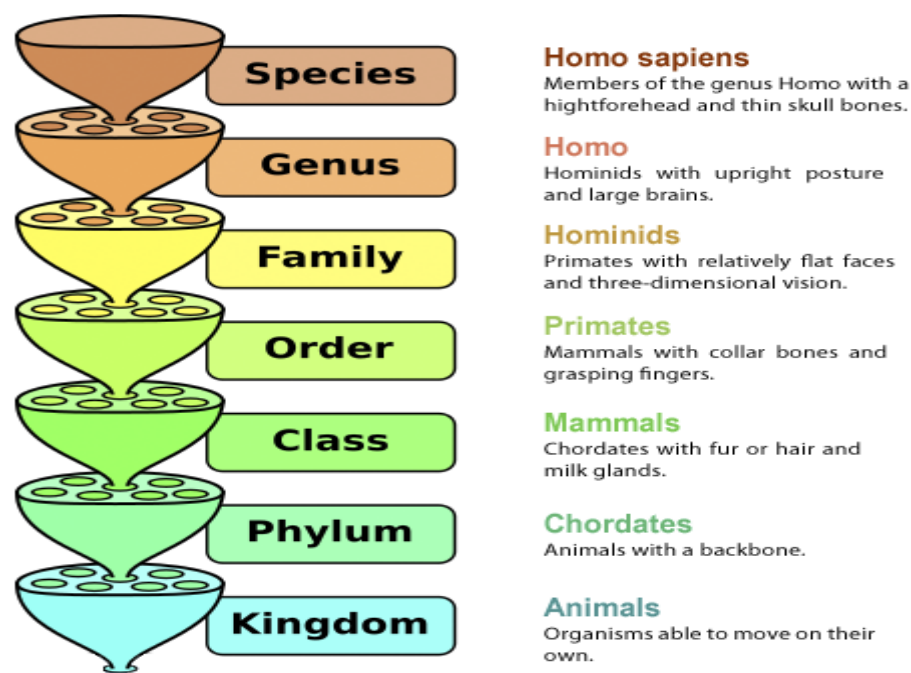 Species
Homo sapiens
Members of the genus Homo with a
hightforehead and thin skull bones.
Genus
Homo
Hominids with upright posture
and large brains.
Family
Hominids
Primates with relatively flat faces
and three-dimensional vision.
Order
Primates
Mammals with collar bones and
grasping fingers.
Class
Mammals
Chordates with fur or hair and
milk glands.
Phylum
Chordates
Animals with a backbone.
Kingdom
Animals
Organisms able to move on their
own.